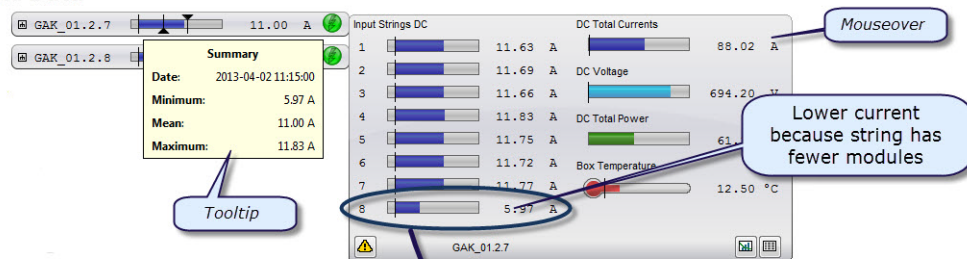 GAK_01.2.7 11.00 A
GAK_01.2.8
Summary
Date: 2013-04-02 11:15:00
Minimum: 5.97 A
Mean: 11.00 A
Maximum: 11.83 A
Tooltip
Input Strings DC
1 11.63 A
2 11.69 A
3 11.66 A
4 11.83 A
5 11.75 A
6 11.72 A
7 11.77 A
8 5.97 A
DC Total Currents
88.02 A
DC Voltage
694.20 V
DC Total Power
61.
Box Temperature
12.50 °C
GAK_01.2.7
Mouseover
Lower current
because string has
fewer modules